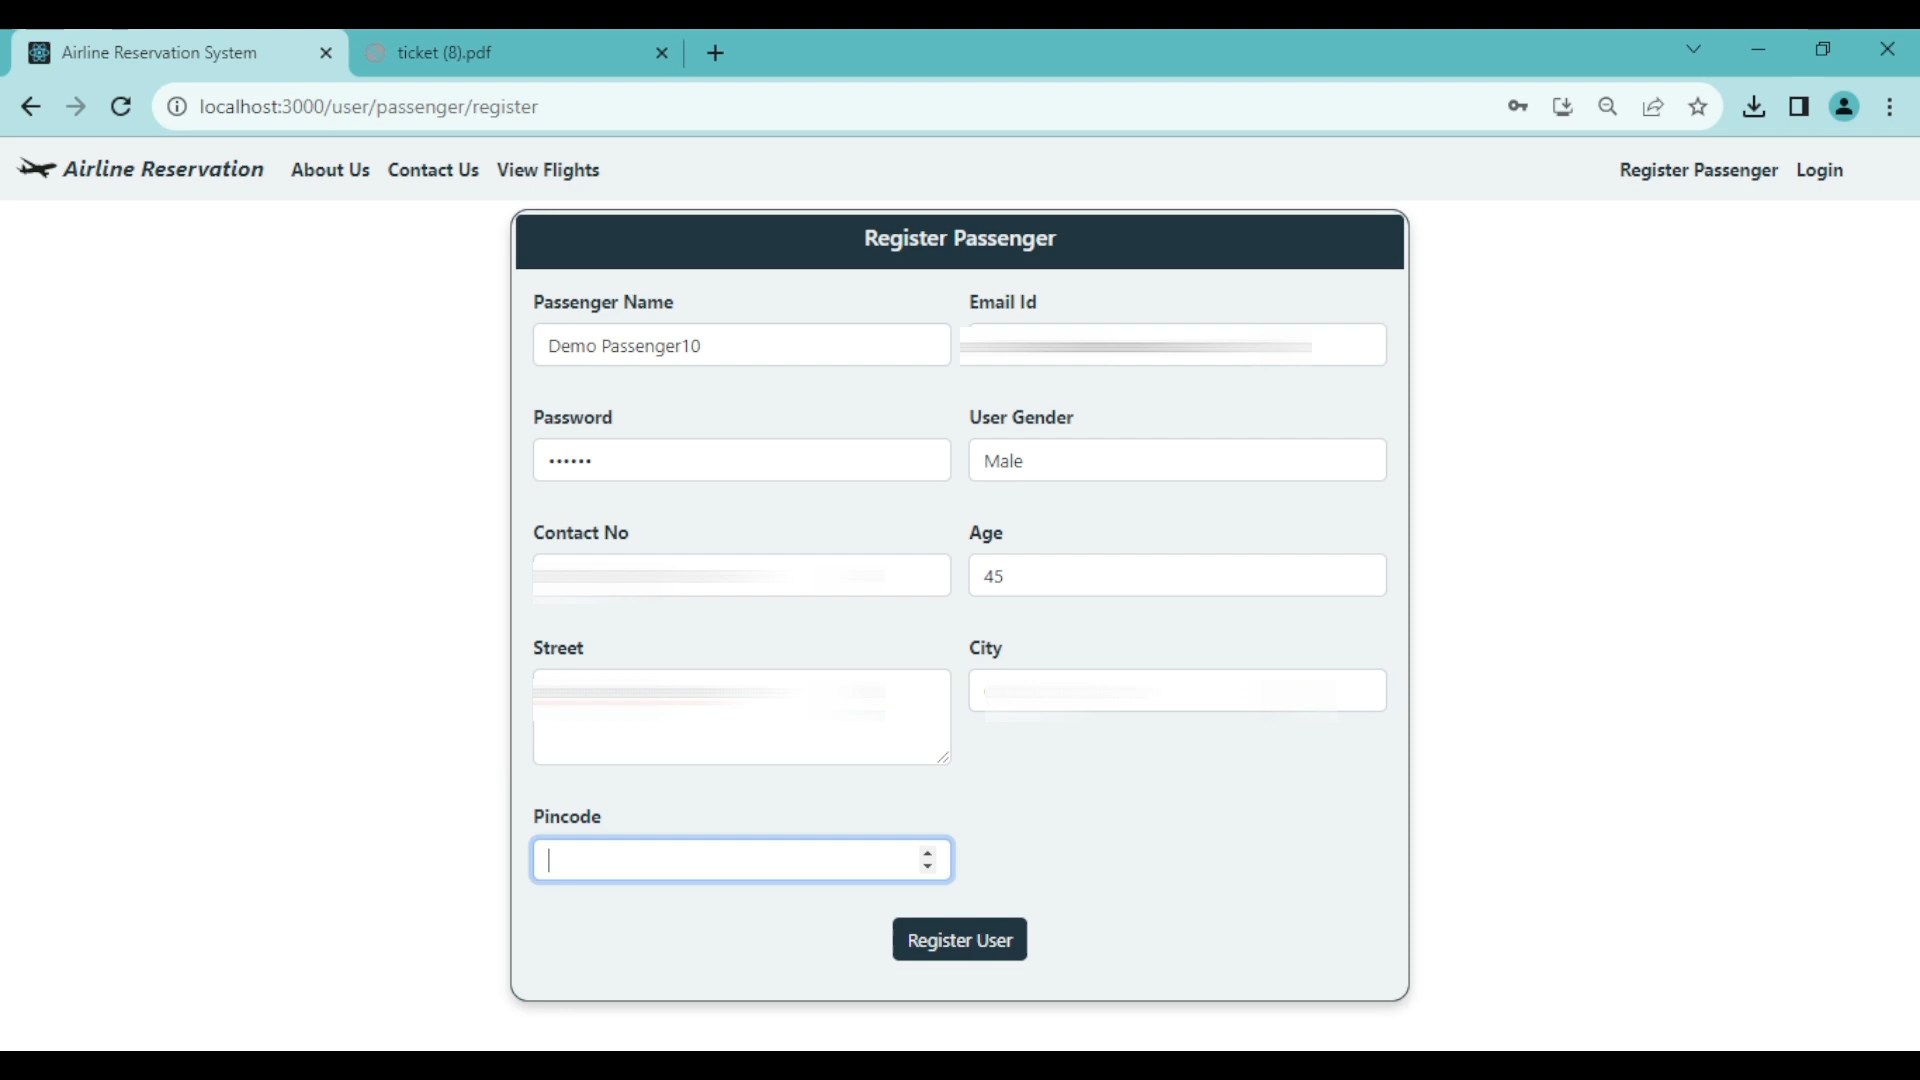 Airline Reservation System
ticket (8).pdf
localhost:3000/user/passenger/register
Airline Reservation About Us Contact Us View Flights Register Passenger Login
Register Passenger
Passenger Name Email Id
Demo Passenger10
Password User Gender
•••••• Male
Contact No Age
45
Street City
Pincode
Register User